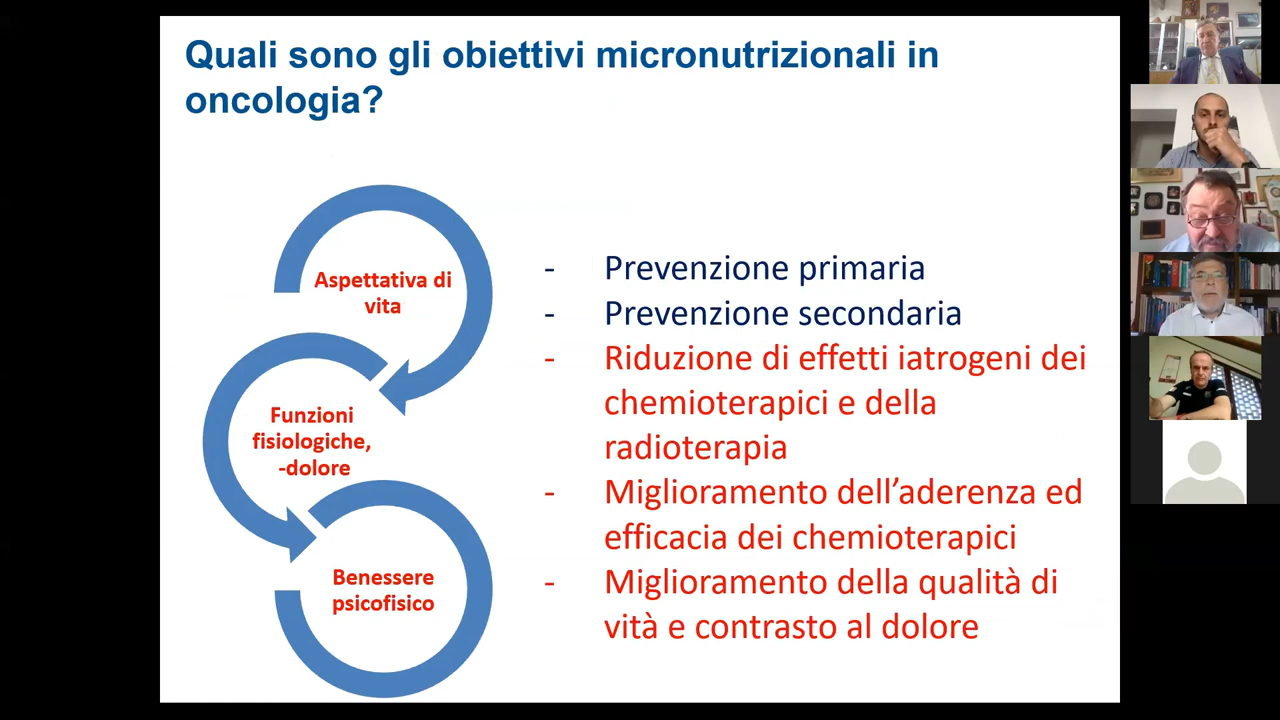 Quali sono gli obiettivi micronutrizionali in
oncologia?
Aspettativa di
vita
Funzioni
fisiologiche,
-dolore
Benessere
psicofisico
- Prevenzione primaria
- Prevenzione secondaria
- Riduzione di effetti iatrogeni dei
chemioterapici e della
radioterapia
- Miglioramento dell’aderenza ed
efficacia dei chemioterapici
- Miglioramento della qualità di
vità e contrasto al dolore